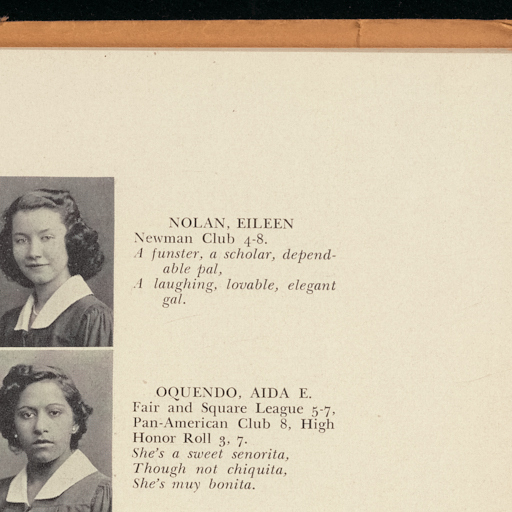 NOLAN, EILEEN
Newman Club 4-8.
A funster, a scholar, depend-
able pal,
A laughing, lovable, elegant
gal.
OQUENDO, AIDA E.
Fair and Square League 5-7,
Pan-American Club 8, High
Honor Roll 3, 7.
She's a sweet senorita,
Though not chiquita,
She's muy bonita.